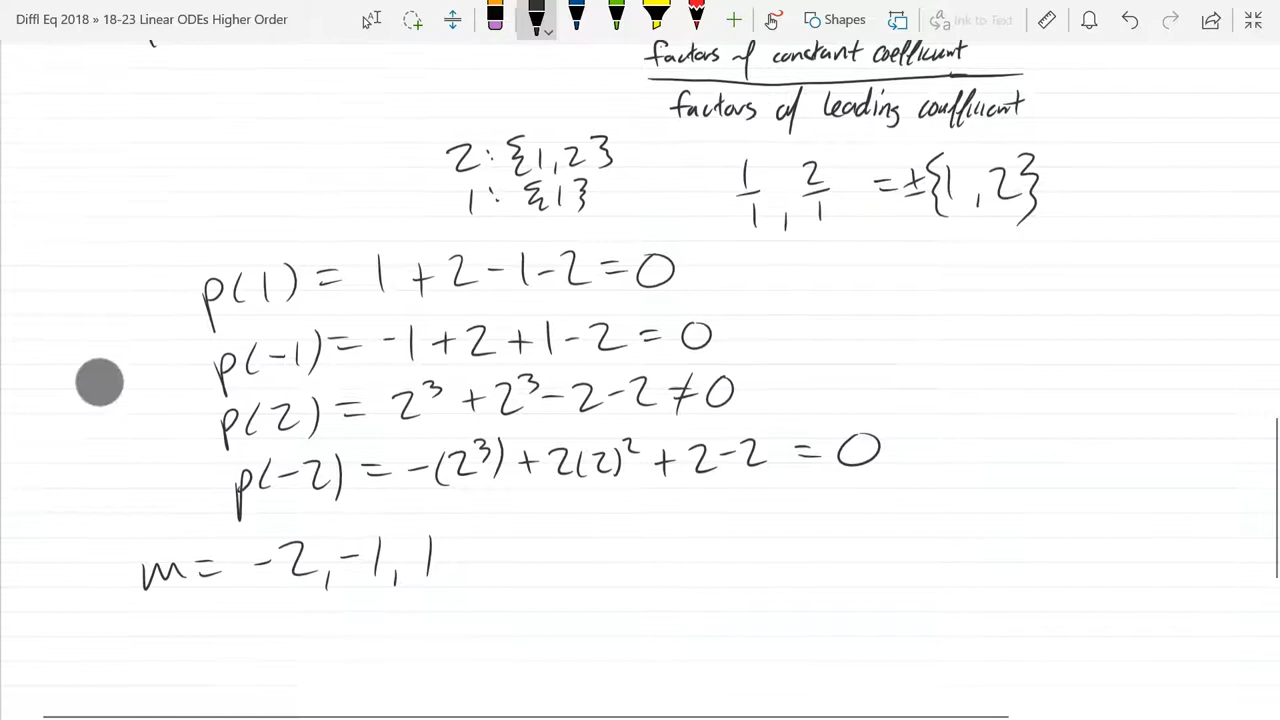 Diffl Eq 2018 » 18-23 Linear ODEs Higher Order
Shapes
Ink to Text
factors of constant coefficient
factors of leading coefficient
2: {1,2}
1: {1}
1/1, 2/1 = ±{1, 2}
p(1) = 1 + 2 - 1 - 2 = 0
p(-1) = -1 + 2 + 1 - 2 = 0
p(2) = 2³ + 2³ - 2 - 2 ≠ 0
p(-2) = -(2³) + 2(2)² + 2 - 2 = 0
m = -2, -1, 1